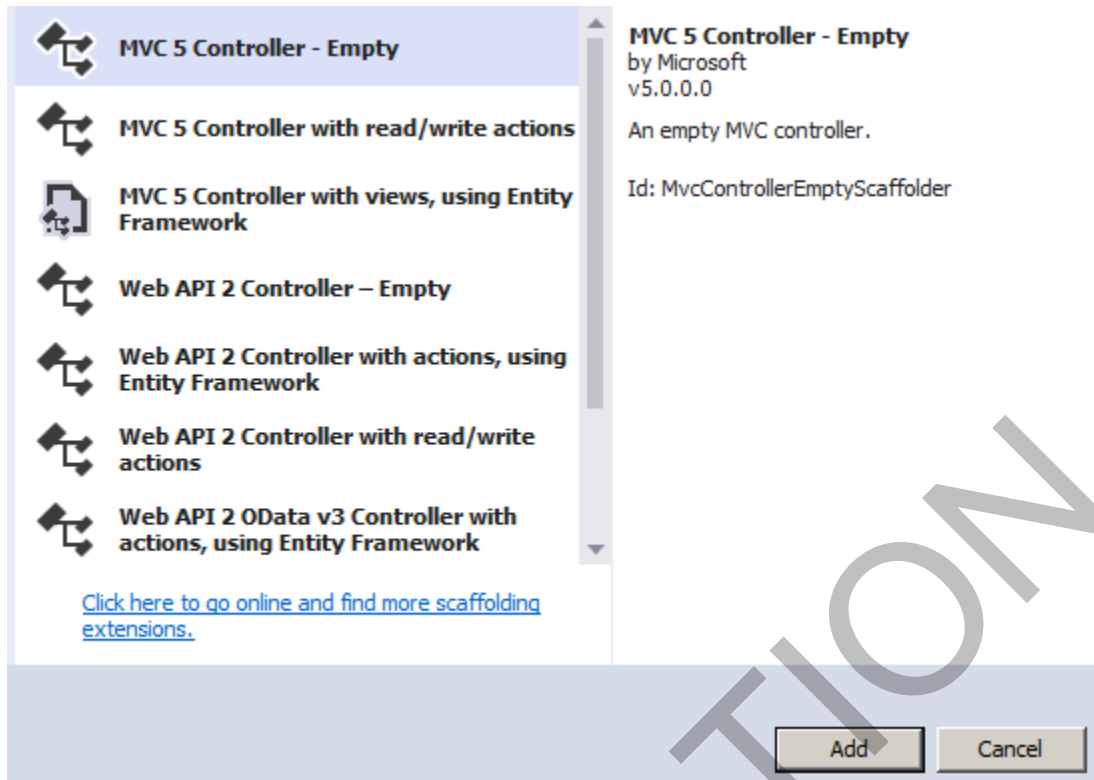 MVC 5 Controller - Empty
MVC 5 Controller with read/write actions
MVC 5 Controller with views, using Entity
Framework
Web API 2 Controller – Empty
Web API 2 Controller with actions, using
Entity Framework
Web API 2 Controller with read/write
actions
Web API 2 OData v3 Controller with
actions, using Entity Framework
Click here to go online and find more scaffolding
extensions.
MVC 5 Controller - Empty
by Microsoft
v5.0.0.0
An empty MVC controller.
Id: MvcControllerEmptyScaffolder
TION
Add
Cancel